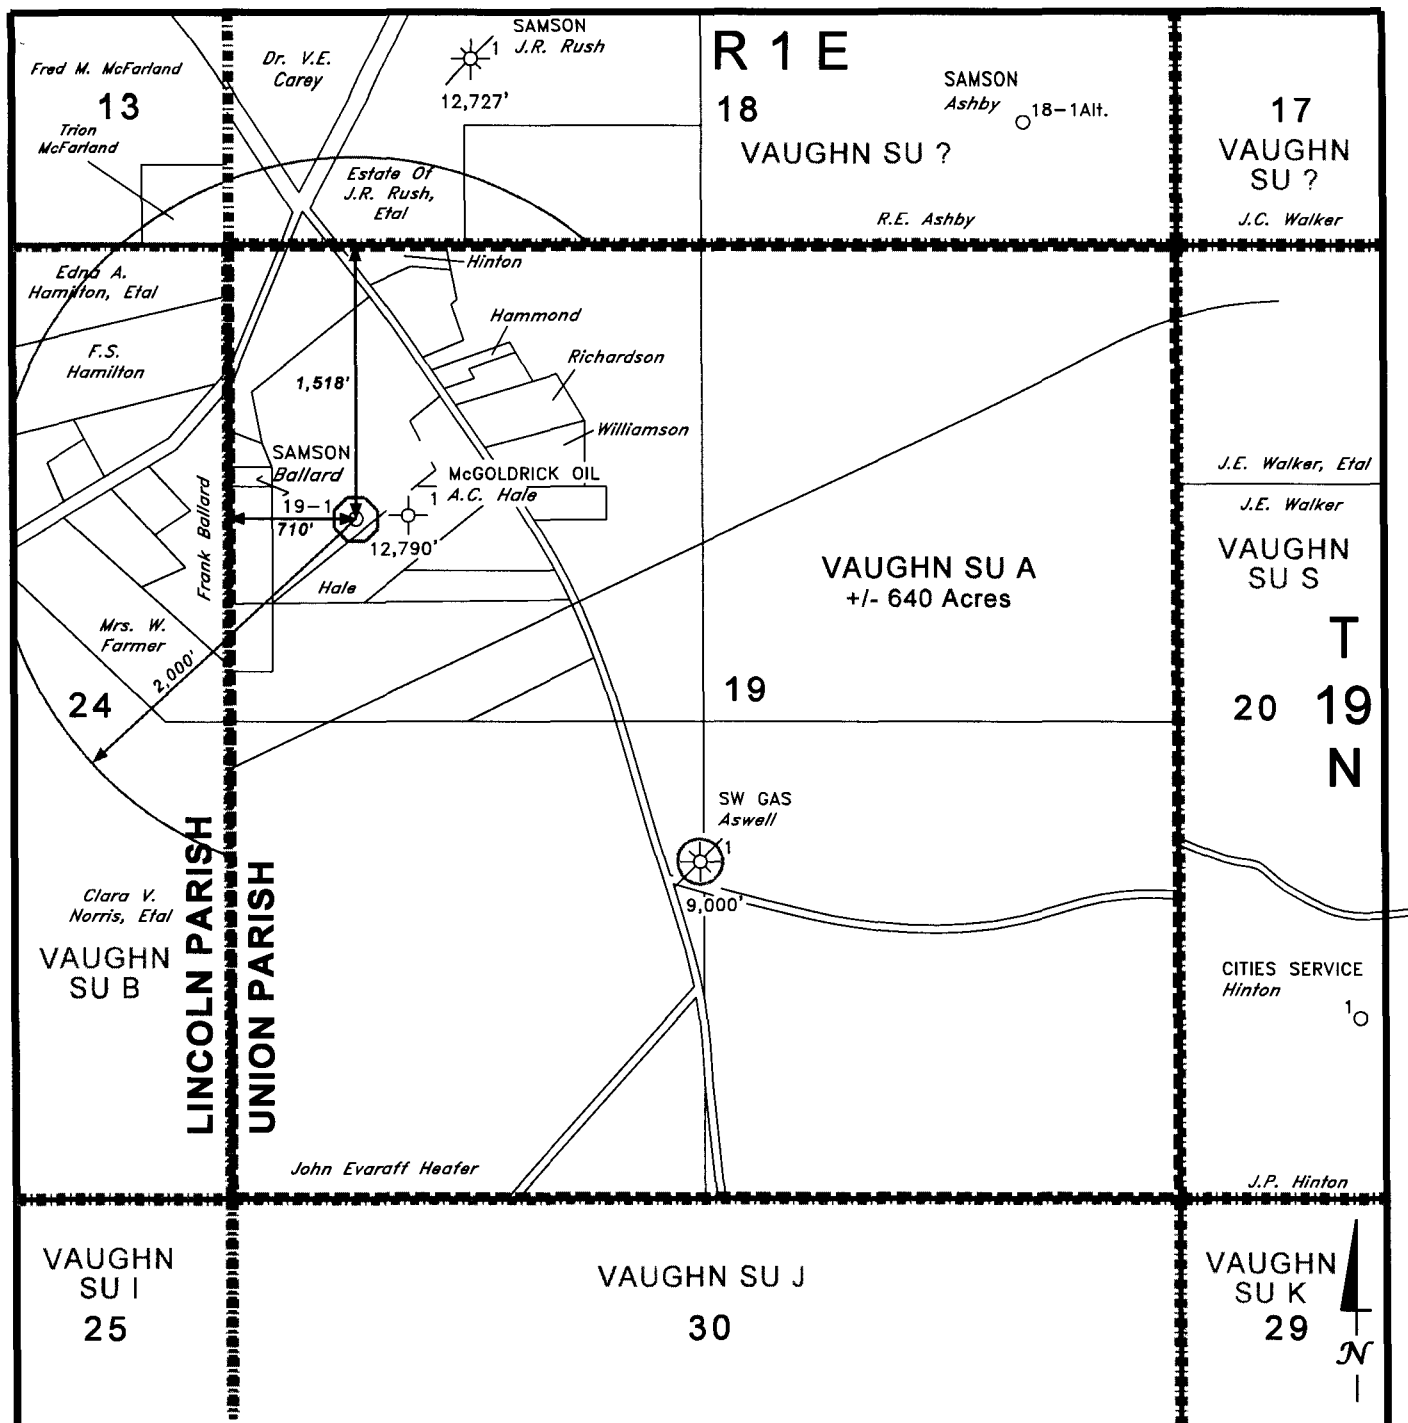 SAMSON
J.R. Rush
1
12,727'
R 1 E
Fred M. McFarland
13
Dr. V.E.
Carey
Trion
McFarland
18
VAUGHN SU ?
SAMSON
Ashby
18-1Alt.
17
VAUGHN
SU ?
Estate Of
J.R. Rush,
Etal
R.E. Ashby
J.C. Walker
Edna A.
Hamilton, Etal
Hinton
F.S.
Hamilton
Hammond
Richardson
1,518'
Williamson
SAMSON
Ballard
19-1
710'
McGOLDRICK OIL
A.C. Hale
1
12,790'
J.E. Walker, Etal
J.E. Walker
Frank Ballard
Hale
VAUGHN SU A
+/- 640 Acres
VAUGHN
SU S
T
19
N
Mrs. W.
Farmer
2,000'
24
19
20
SW GAS
Aswell
1
9,000'
LINCOLN PARISH
UNION PARISH
Clara V.
Norris, Etal
VAUGHN
SU B
CITIES SERVICE
Hinton
1
John Evaraff Heafer
J.P. Hinton
VAUGHN
SU I
25
VAUGHN SU J
30
VAUGHN
SU K
29
N